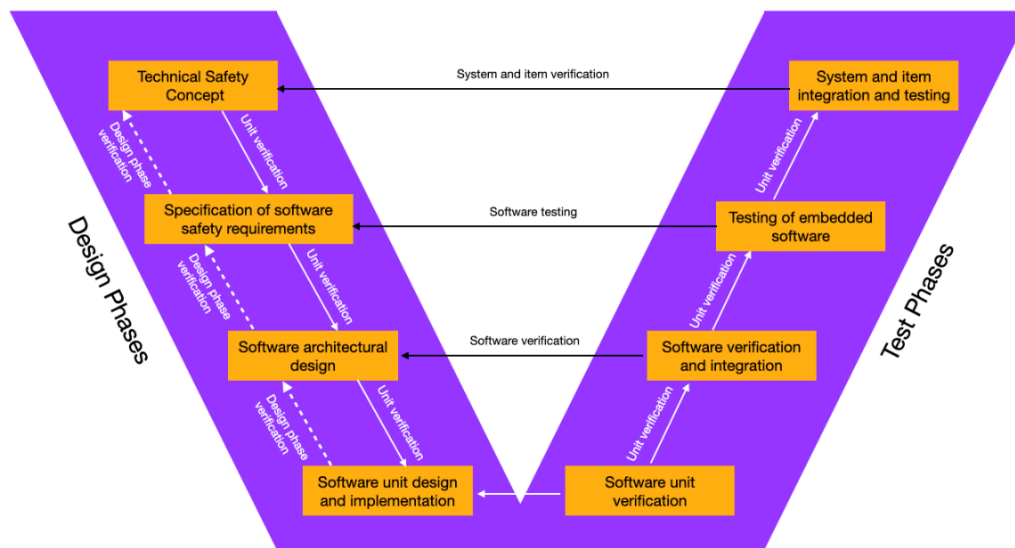 Technical Safety
Concept
System and item verification
System and item
integration and testing
Design phase
verification
Unit verification
Unit verification
Specification of software
safety requirements
Software testing
Testing of embedded
software
Design Phases
Design phase
verification
Unit verification
Unit verification
Test Phases
Software architectural
design
Software verification
Software verification
and integration
Design phase
verification
Unit verification
Unit verification
Software unit design
and implementation
Software unit
verification